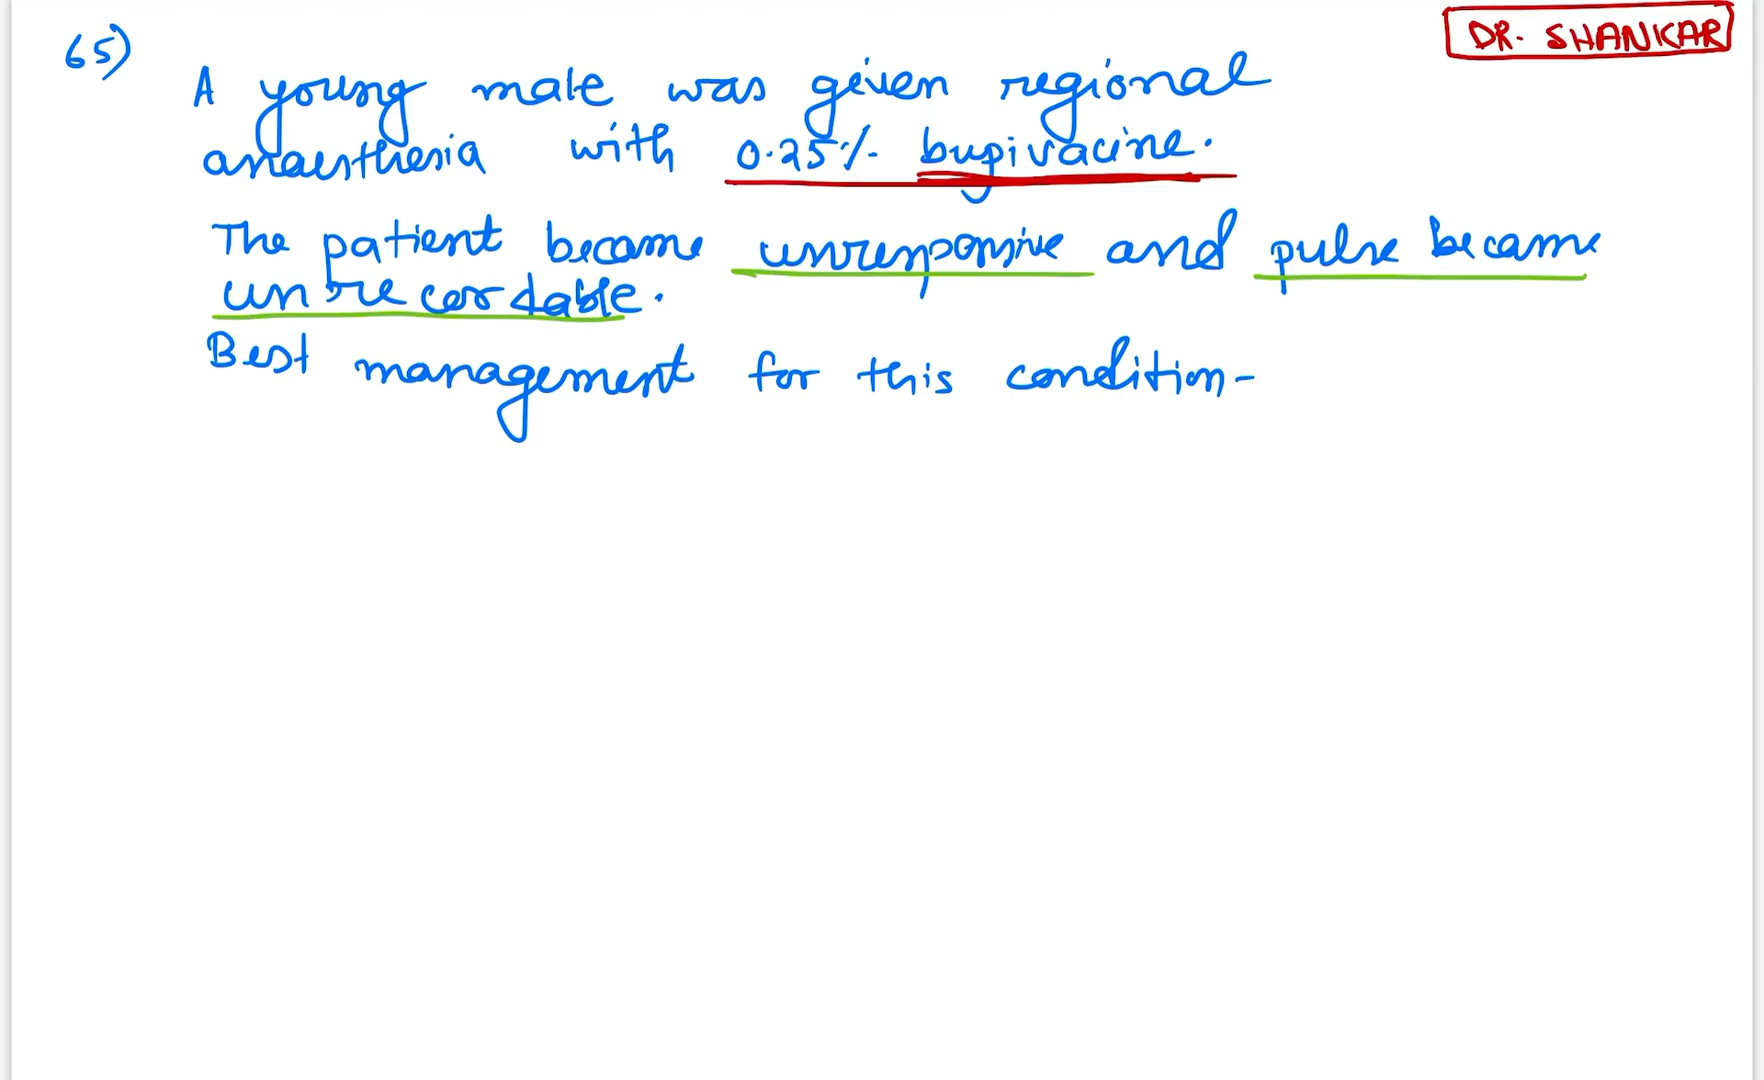 65)
DR. SHANKAR
A young male was given regional
anaesthesia with 0.25% bupivacine.
The patient became unresponsive and pulse became
unrecordable.
Best management for this condition-